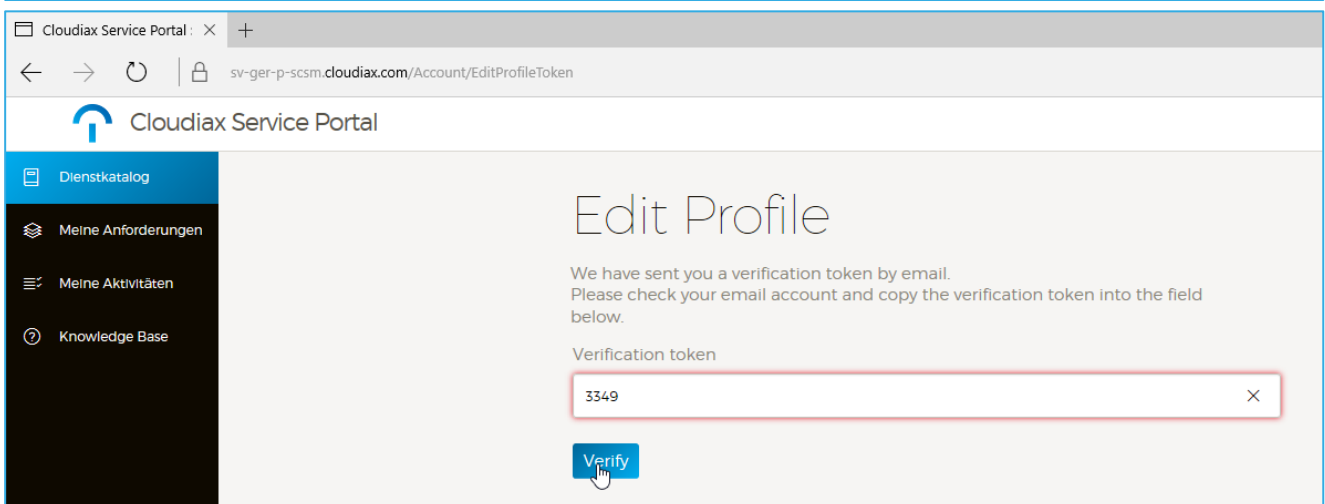 Cloudiax Service Portal :
sv-ger-p-scsm.cloudiax.com/Account/EditProfileToken
Cloudiax Service Portal
Dienstkatalog
Meine Anforderungen
Meine Aktivitäten
Knowledge Base
Edit Profile
We have sent you a verification token by email.
Please check your email account and copy the verification token into the field
below.
Verification token
3349
Verify